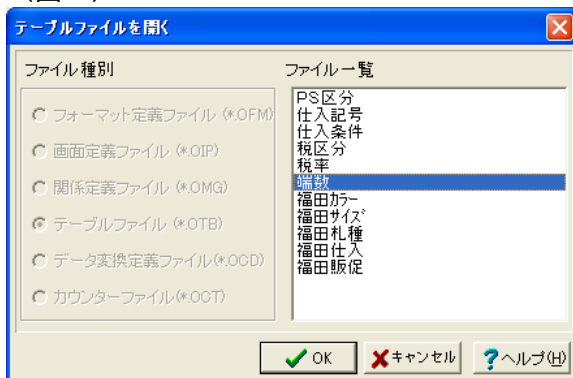 テーブルファイルを開く
ファイル種別
フォーマット定義ファイル (*.OFM)
画面定義ファイル (*.OIP)
関係定義ファイル (*.OMG)
テーブルファイル (*.OTB)
データ変換定義ファイル(*.OCD)
カウンターファイル(*.OCT)
ファイル一覧
PS区分
仕入記号
仕入条件
税区分
税率
端数
福田ｶﾗｰ
福田ｻｲｽﾞ
福田札種
福田仕入
福田販促
OK
キャンセル
ヘルプ(H)